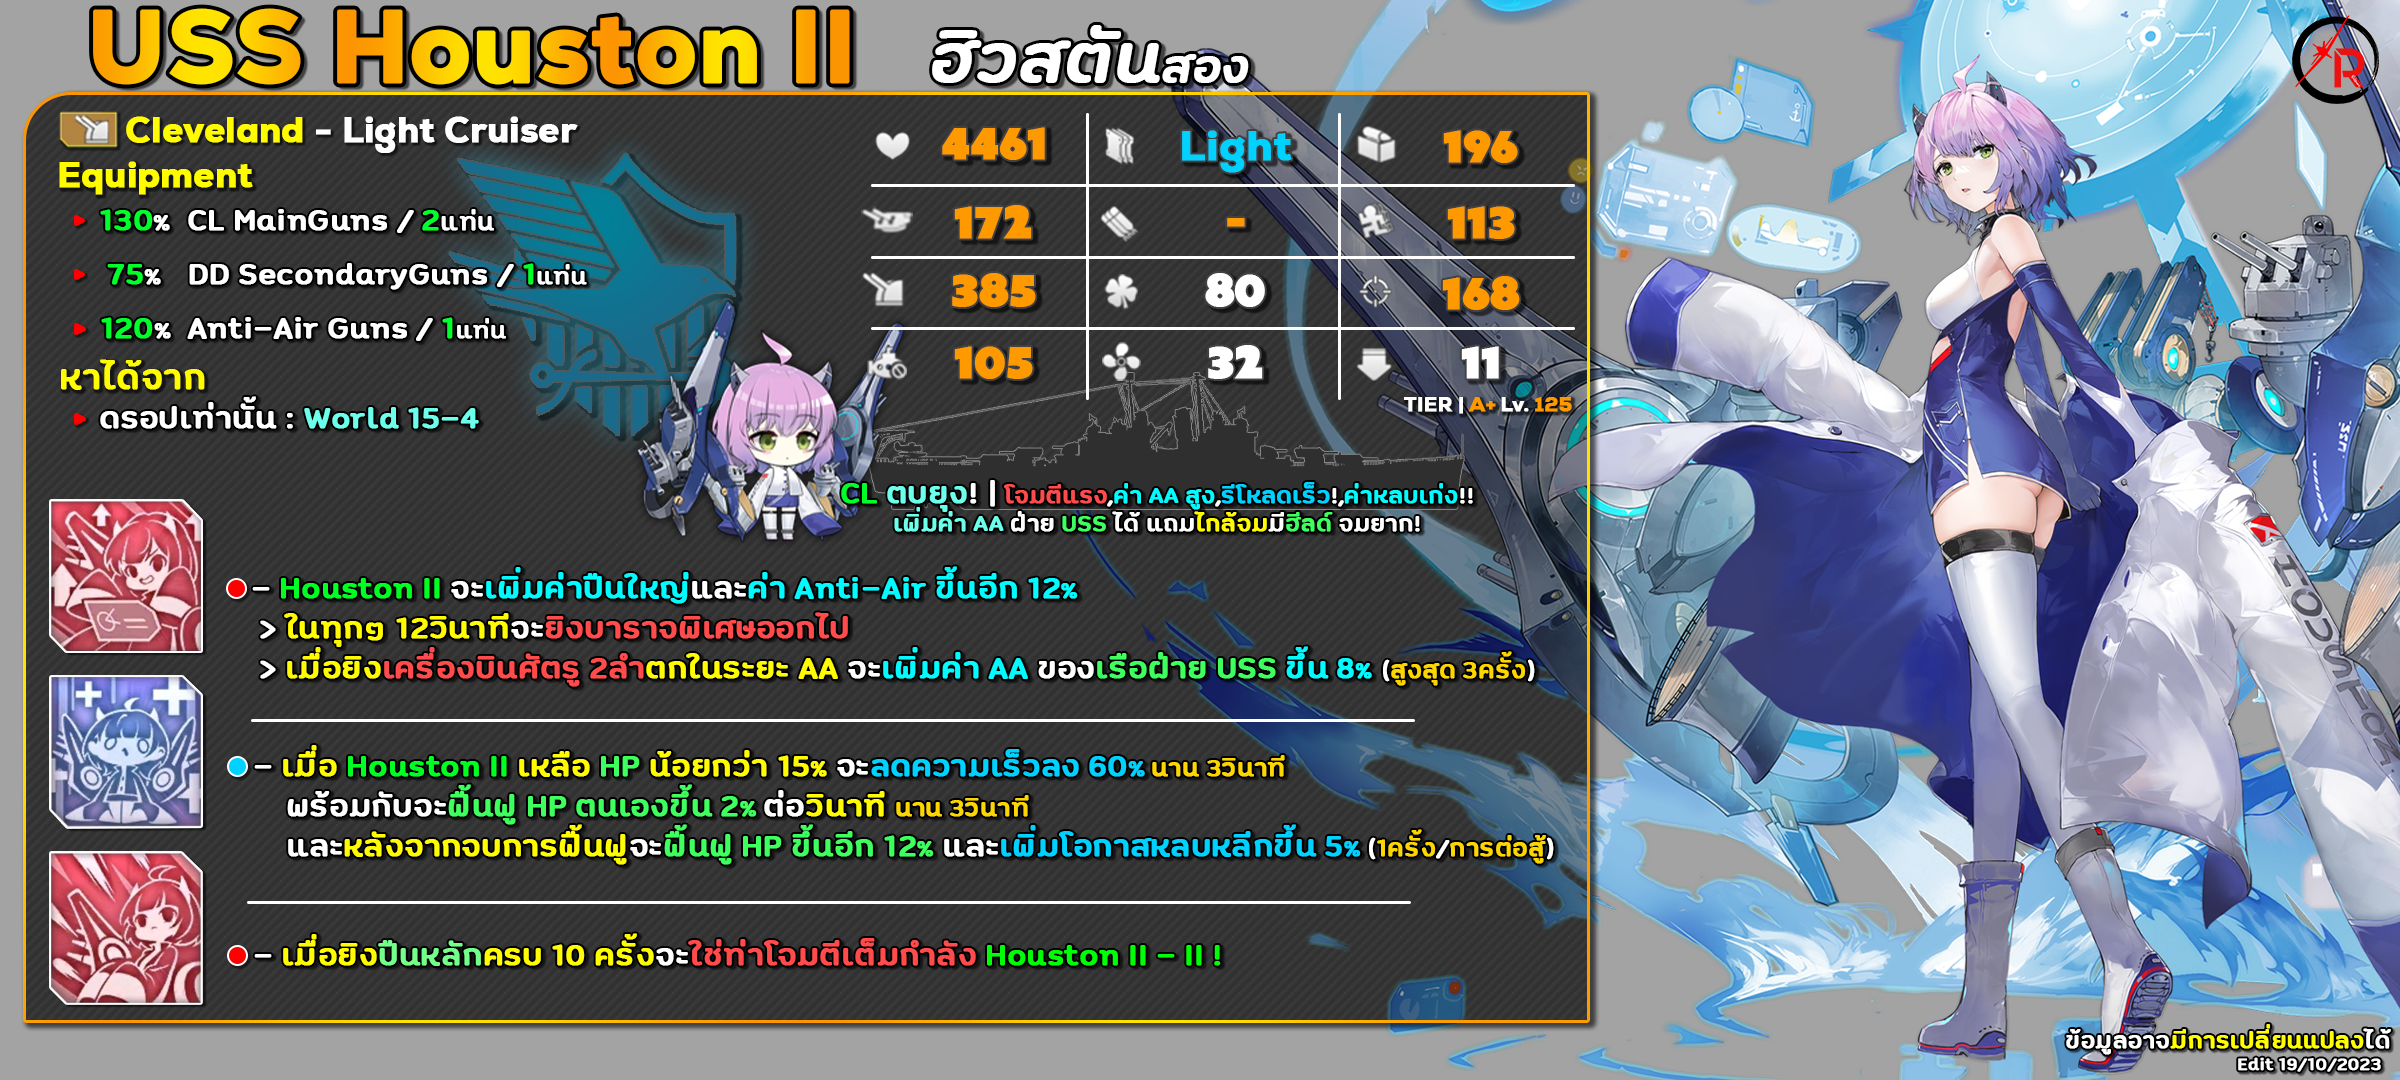 USS Houston II ฮิวสตันสอง
Cleveland - Light Cruiser
Equipment
130% CL MainGuns / 2แท่น
75% DD SecondaryGuns / 1แท่น
120% Anti-Air Guns / 1แท่น
หาได้จาก
ดรอปเท่านั้น : World 15-4
4461 Light 196
172 - 113
385 80 168
105 32 11
TIER | A+ Lv. 125
CL ตบยุง! | โจมตีแรง,ค่า AA สูง,รีโหลดเร็ว!,ค่าหลบเก่ง!!
เพิ่มค่า AA ฝ่าย USS ได้ แถมไกล้จมมีฮีลด์ จมยาก!
- Houston II จะเพิ่มค่าปืนใหญ่และค่า Anti-Air ขึ้นอีก 12%
> ในทุกๆ 12วินาทีจะยิงบาราจพิเศษออกไป
> เมื่อยิงเครื่องบินศัตรู 2ลำตกในระยะ AA จะเพิ่มค่า AA ของเรือฝ่าย USS ขึ้น 8% (สูงสุด 3ครั้ง)
- เมื่อ Houston II เหลือ HP น้อยกว่า 15% จะลดความเร็วลง 60% นาน 3วินาที
พร้อมกับจะฟื้นฟู HP ตนเองขึ้น 2% ต่อวินาที นาน 3วินาที
และหลังจากจบการฟื้นฟูจะฟื้นฟู HP ขึ้นอีก 12% และเพิ่มโอกาสหลบหลีกขึ้น 5% (1ครั้ง/การต่อสู้)
- เมื่อยิงปืนหลักครบ 10 ครั้งจะใช่ท่าโจมตีเต็มกำลัง Houston II - II !
HOUSTON
ข้อมูลอาจมีการเปลี่ยนแปลงได้
Edit 19/10/2023